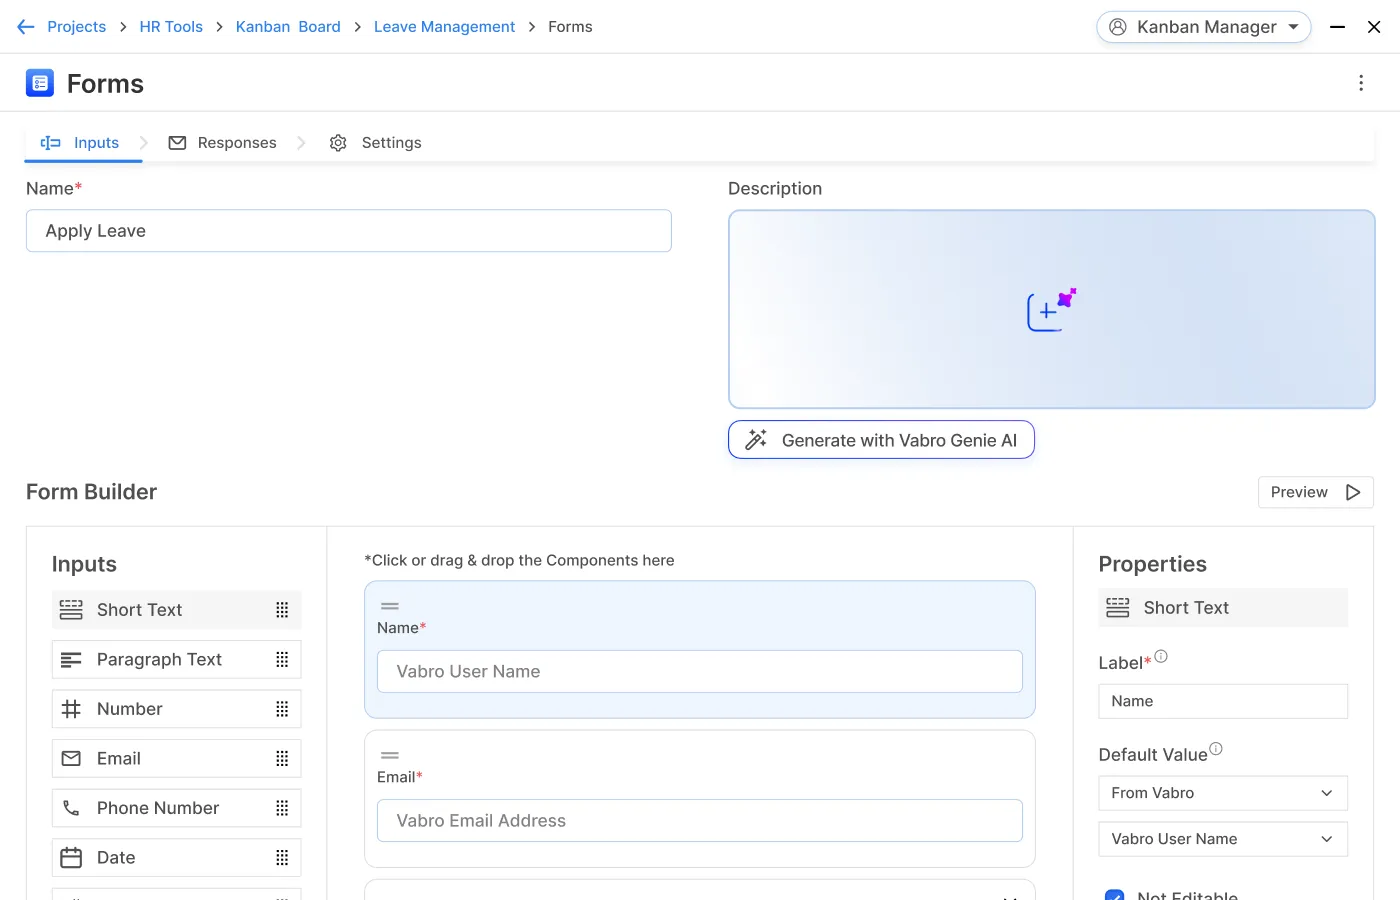 Projects > HR Tools > Kanban Board > Leave Management > Forms
Kanban Manager
Forms
Inputs
Responses
Settings
Name*
Apply Leave
Description
Generate with Vabro Genie AI
Form Builder
Preview
Inputs
Short Text
Paragraph Text
Number
Email
Phone Number
Date
*Click or drag & drop the Components here
Name*
Vabro User Name
Email*
Vabro Email Address
Properties
Short Text
Label*
Name
Default Value
From Vabro
Vabro User Name
Not Editable